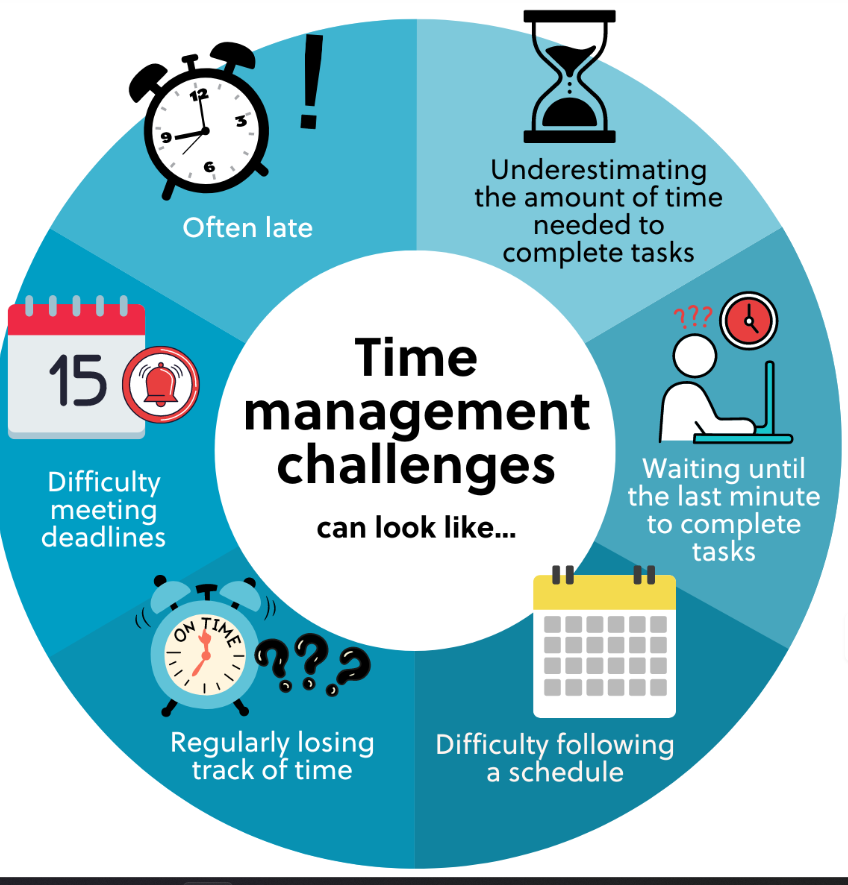 Time
management
challenges
can look like...
Underestimating
the amount of time
needed to
complete tasks
???
Waiting until
the last minute
to complete
tasks
Difficulty following
a schedule
ON TIME
???
Regularly losing
track of time
15
Difficulty
meeting
deadlines
12
3
6
9
!
Often late